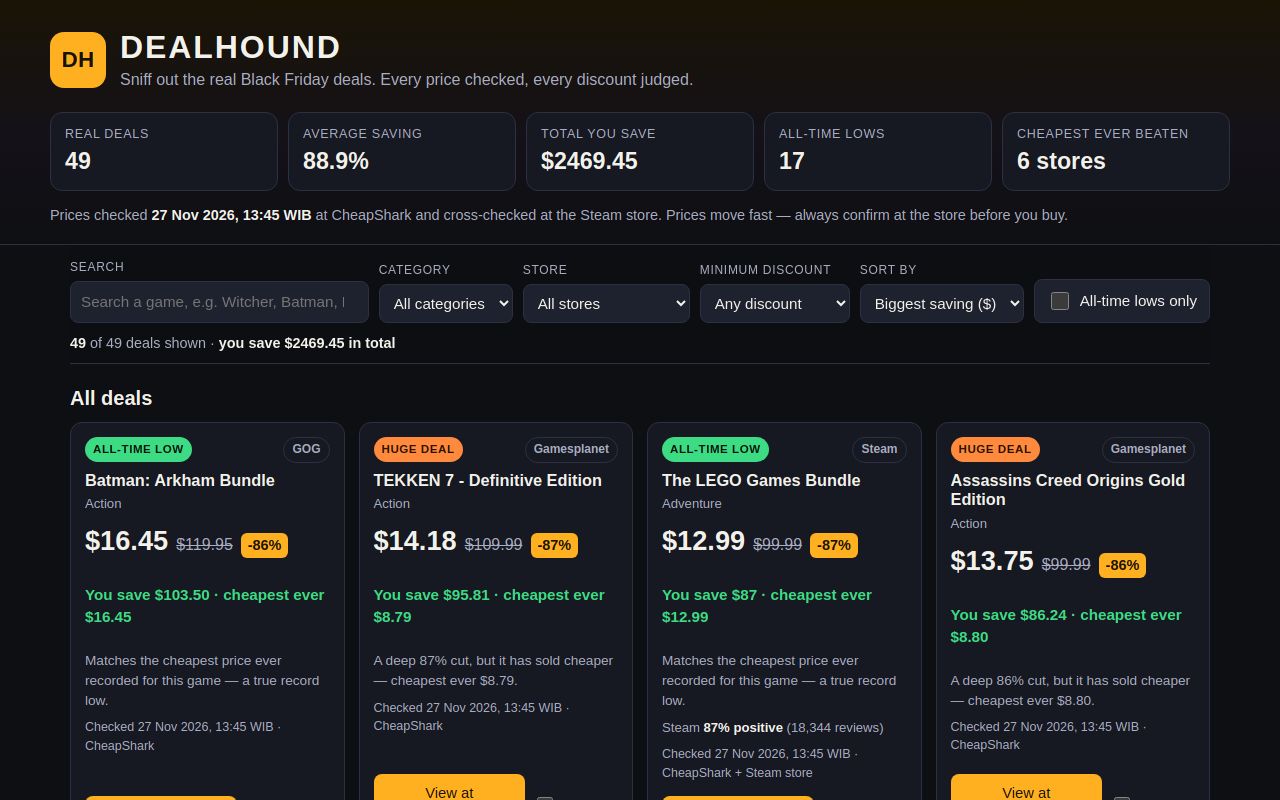 DH
DEALHOUND
Sniff out the real Black Friday deals. Every price checked, every discount judged.
REAL DEALS
49
AVERAGE SAVING
88.9%
TOTAL YOU SAVE
$2469.45
ALL-TIME LOWS
17
CHEAPEST EVER BEATEN
6 stores
Prices checked 27 Nov 2026, 13:45 WIB at CheapShark and cross-checked at the Steam store. Prices move fast — always confirm at the store before you buy.
SEARCH
Search a game, e.g. Witcher, Batman,
CATEGORY
All categories
STORE
All stores
MINIMUM DISCOUNT
Any discount
SORT BY
Biggest saving ($)
All-time lows only
49 of 49 deals shown · you save $2469.45 in total
All deals
ALL-TIME LOW
GOG
Batman: Arkham Bundle
Action
$16.45 $119.95 -86%
You save $103.50 · cheapest ever
$16.45
Matches the cheapest price ever
recorded for this game — a true record
low.
Checked 27 Nov 2026, 13:45 WIB ·
CheapShark
HUGE DEAL
Gamesplanet
TEKKEN 7 - Definitive Edition
Action
$14.18 $109.99 -87%
You save $95.81 · cheapest ever
$8.79
A deep 87% cut, but it has sold cheaper
— cheapest ever $8.79.
Checked 27 Nov 2026, 13:45 WIB ·
CheapShark
View at
ALL-TIME LOW
Steam
The LEGO Games Bundle
Adventure
$12.99 $99.99 -87%
You save $87 · cheapest ever
$12.99
Matches the cheapest price ever
recorded for this game — a true record
low.
Steam 87% positive (18,344 reviews)
Checked 27 Nov 2026, 13:45 WIB ·
CheapShark + Steam store
HUGE DEAL
Gamesplanet
Assassins Creed Origins Gold
Edition
Action
$13.75 $99.99 -86%
You save $86.24 · cheapest ever
$8.80
A deep 86% cut, but it has sold cheaper
— cheapest ever $8.80.
Checked 27 Nov 2026, 13:45 WIB ·
CheapShark
View at